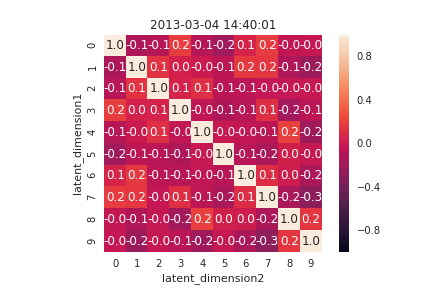 2013-03-04 14:40:01
latent_dimension1
0 1.0 -0.1 -0.1 0.2 -0.1 -0.2 0.1 0.2 -0.0 -0.0
1 -0.1 1.0 0.1 0.0 -0.0 -0.1 0.2 0.2 -0.1 -0.2
2 -0.1 0.1 1.0 0.1 0.1 -0.1 -0.1 -0.0 -0.0 -0.0
3 0.2 0.0 0.1 1.0 -0.0 -0.1 -0.1 0.1 -0.2 -0.1
4 -0.1 -0.0 0.1 -0.0 1.0 -0.0 -0.0 -0.1 0.2 -0.2
5 -0.2 -0.1 -0.1 -0.1 -0.0 1.0 -0.1 -0.2 0.0 -0.0
6 0.1 0.2 -0.1 -0.1 -0.0 -0.1 1.0 0.1 0.0 -0.2
7 0.2 0.2 -0.0 0.1 -0.1 -0.2 0.1 1.0 -0.2 -0.3
8 -0.0 -0.1 -0.0 -0.2 0.2 0.0 0.0 -0.2 1.0 0.2
9 -0.0 -0.2 -0.0 -0.1 -0.2 -0.0 -0.2 -0.3 0.2 1.0
0 1 2 3 4 5 6 7 8 9
latent_dimension2
0.8
0.4
0.0
−0.4
−0.8